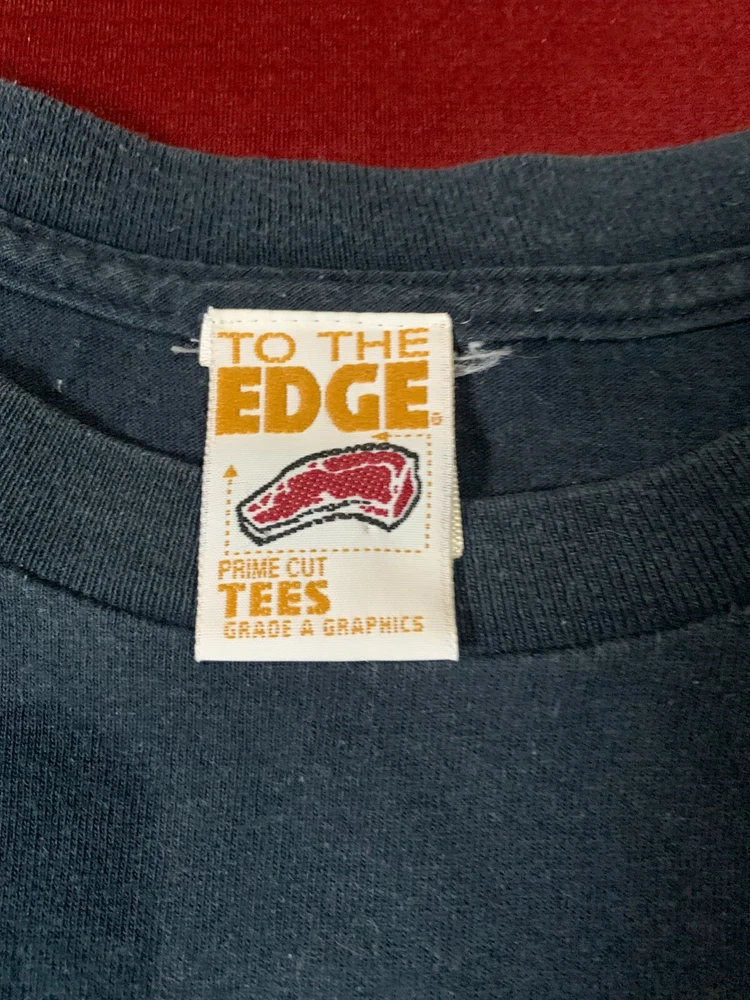 TO THE
EDGE®
PRIME CUT
TEES
GRADE A GRAPHICS